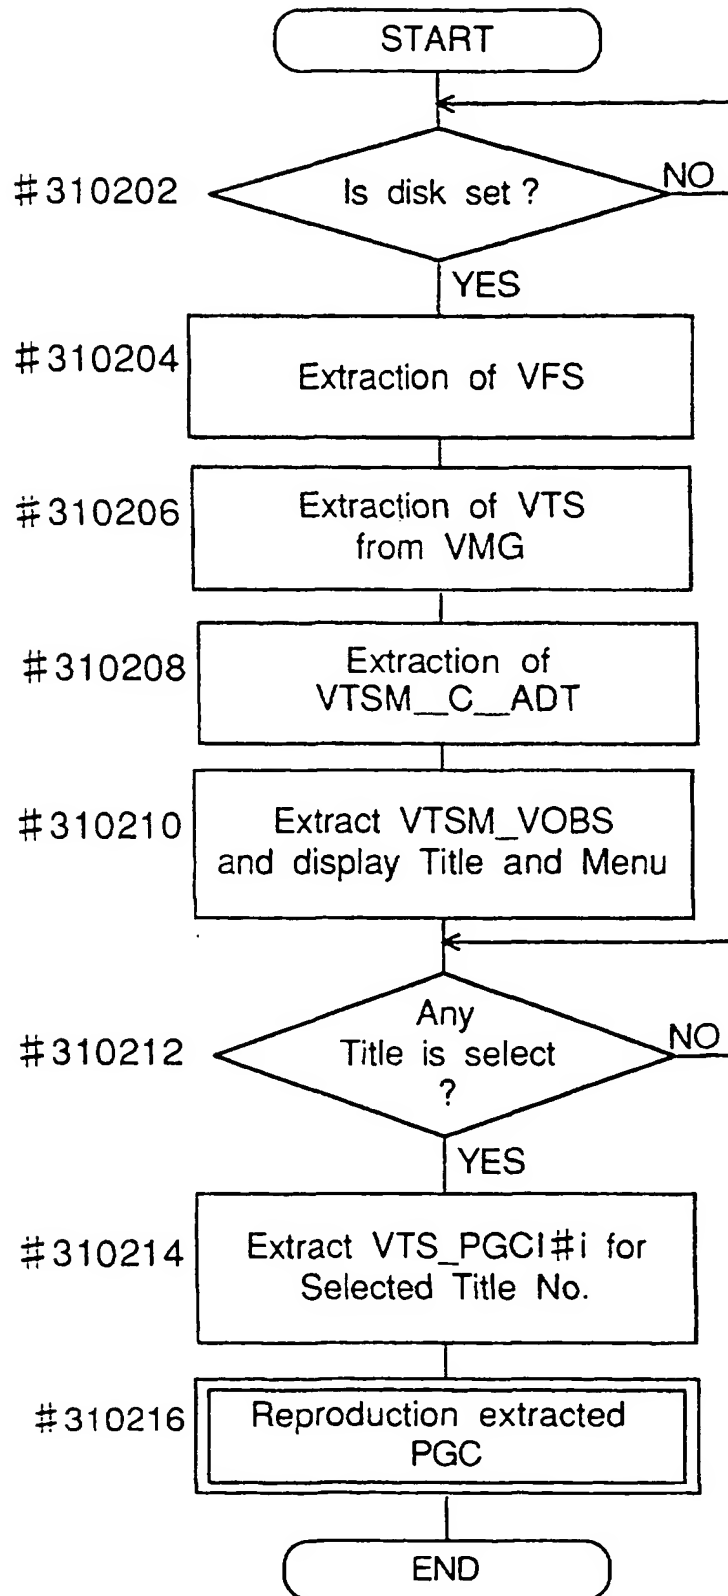 START
#310202
Is disk set ?
NO
YES
#310204
Extraction of VFS
#310206
Extraction of VTS
from VMG
#310208
Extraction of
VTSM__C__ADT
#310210
Extract VTSM_VOBS
and display Title and Menu
#310212
Any
Title is select
?
NO
YES
#310214
Extract VTS_PGCI#i for
Selected Title No.
#310216
Reproduction extracted
PGC
END